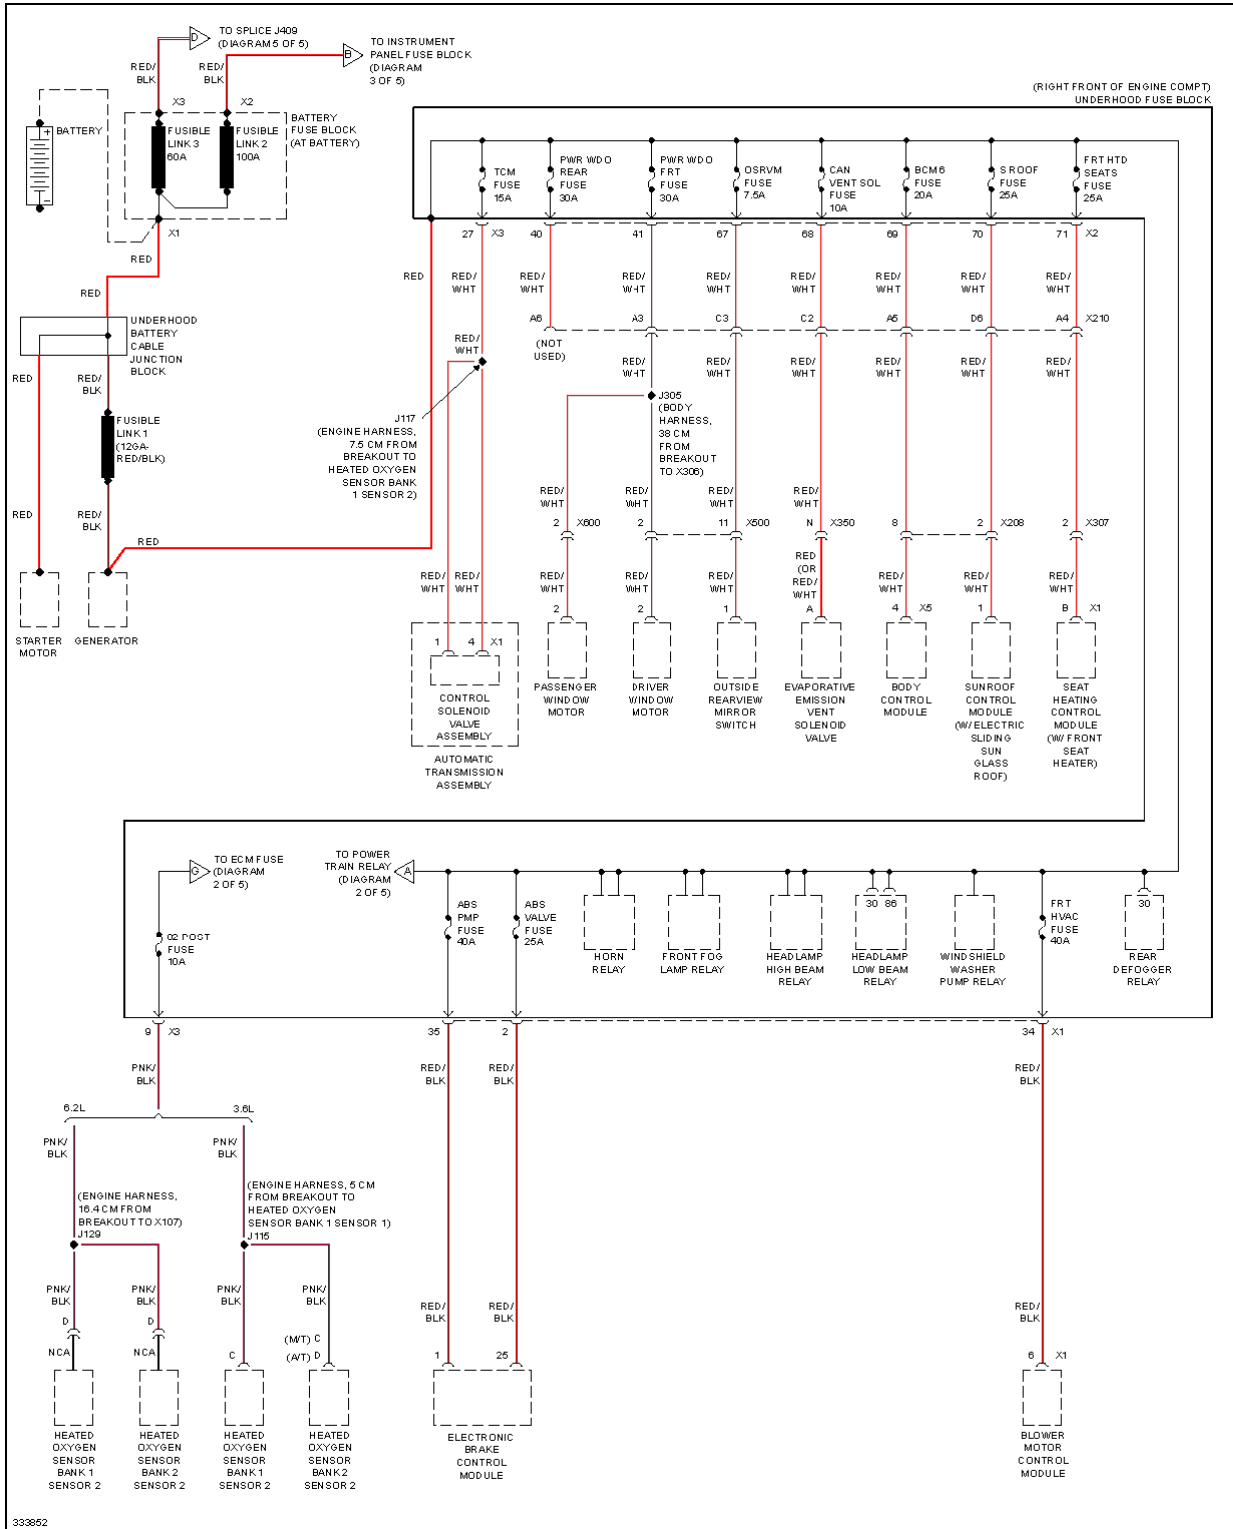 TO SPLICE J409
(DIAGRAM 5 OF 5)
D
TO INSTRUMENT
PANEL FUSE BLOCK
(DIAGRAM
3 OF 5)
B
RED/
BLK
RED/
BLK
X3
X2
BATTERY
FUSIBLE
LINK 3
60A
FUSIBLE
LINK 2
100A
BATTERY
FUSE BLOCK
(AT BATTERY)
X1
RED
RED
UNDERHOOD
BATTERY
CABLE
JUNCTION
BLOCK
RED
RED/
BLK
FUSIBLE
LINK 1
(12GA-
RED/BLK)
RED
RED/
BLK
RED
STARTER
MOTOR
GENERATOR
(RIGHT FRONT OF ENGINE COMPT)
UNDERHOOD FUSE BLOCK
TCM
FUSE
15A
PWR WDO
REAR
FUSE
30A
PWR WDO
FRT
FUSE
30A
OSRVM
FUSE
7.5A
CAN
VENT SOL
FUSE
10A
BCM 6
FUSE
20A
S ROOF
FUSE
25A
FRT HTD
SEATS
FUSE
25A
27 X3 40 41 67 68 69 70 71 X2
RED
RED/
WHT
RED/
WHT
RED/
WHT
RED/
WHT
RED/
WHT
RED/
WHT
RED/
WHT
RED/
WHT
A6 A3 C3 C2 A5 D6 A4 X210
(NOT
USED)
RED/
WHT
RED/
WHT
RED/
WHT
RED/
WHT
RED/
WHT
RED/
WHT
RED/
WHT
J117
(ENGINE HARNESS,
7.5 CM FROM
BREAKOUT TO
HEATED OXYGEN
SENSOR BANK
1 SENSOR 2)
J305
(BODY
HARNESS,
38 CM
FROM
BREAKOUT
TO X306)
RED/
WHT
RED/
WHT
RED/
WHT
RED/
WHT
RED/
WHT
RED/
WHT
RED/
WHT
2 X600 2 11 X500 N X350 8 2 X208 2 X307
RED/
WHT
RED/
WHT
RED/
WHT
RED/
WHT
RED/
WHT
RED
(OR
RED/
WHT
RED/
WHT
RED/
WHT
RED/
WHT
2 2 1 A 4 X5 1 B X1
1 4 X1
CONTROL
SOLENOID
VALVE
ASSEMBLY
AUTOMATIC
TRANSMISSION
ASSEMBLY
PASSENGER
WINDOW
MOTOR
DRIVER
WINDOW
MOTOR
OUTSIDE
REARVIEW
MIRROR
SWITCH
EVAPORATIVE
EMISSION
VENT
SOLENOID
VALVE
BODY
CONTROL
MODULE
SUNROOF
CONTROL
MODULE
(W/ ELECTRIC
SLIDING
SUN
GLASS
ROOF)
SEAT
HEATING
CONTROL
MODULE
(W/ FRONT
SEAT
HEATER)
G
TO ECM FUSE
(DIAGRAM
2 OF 5)
TO POWER
TRAIN RELAY
(DIAGRAM
2 OF 5)
A
02 POST
FUSE
10A
ABS
PMP
FUSE
40A
ABS
VALVE
FUSE
25A
HORN
RELAY
FRONT FOG
LAMP RELAY
HEADLAMP
HIGH BEAM
RELAY
30 86
HEADLAMP
LOW BEAM
RELAY
WINDSHIELD
WASHER
PUMP RELAY
FRT
HVAC
FUSE
40A
30
REAR
DEFOGGER
RELAY
9 X3 35 2 34 X1
PNK/
BLK
RED/
BLK
RED/
BLK
RED/
BLK
6.2L 3.6L
PNK/
BLK
PNK/
BLK
(ENGINE HARNESS,
16.4 CM FROM
BREAKOUT TO X107)
J129
(ENGINE HARNESS, 5 CM
FROM BREAKOUT TO
HEATED OXYGEN
SENSOR BANK 1 SENSOR 1)
J115
PNK/
BLK
PNK/
BLK
PNK/
BLK
PNK/
BLK
RED/
BLK
RED/
BLK
RED/
BLK
D D
NCA NCA
C
(M/T) C
(A/T) D
1 25 6 X1
HEATED
OXYGEN
SENSOR
BANK 1
SENSOR 2
HEATED
OXYGEN
SENSOR
BANK 2
SENSOR 2
HEATED
OXYGEN
SENSOR
BANK 1
SENSOR 2
HEATED
OXYGEN
SENSOR
BANK 2
SENSOR 2
ELECTRONIC
BRAKE
CONTROL
MODULE
BLOWER
MOTOR
CONTROL
MODULE
333852